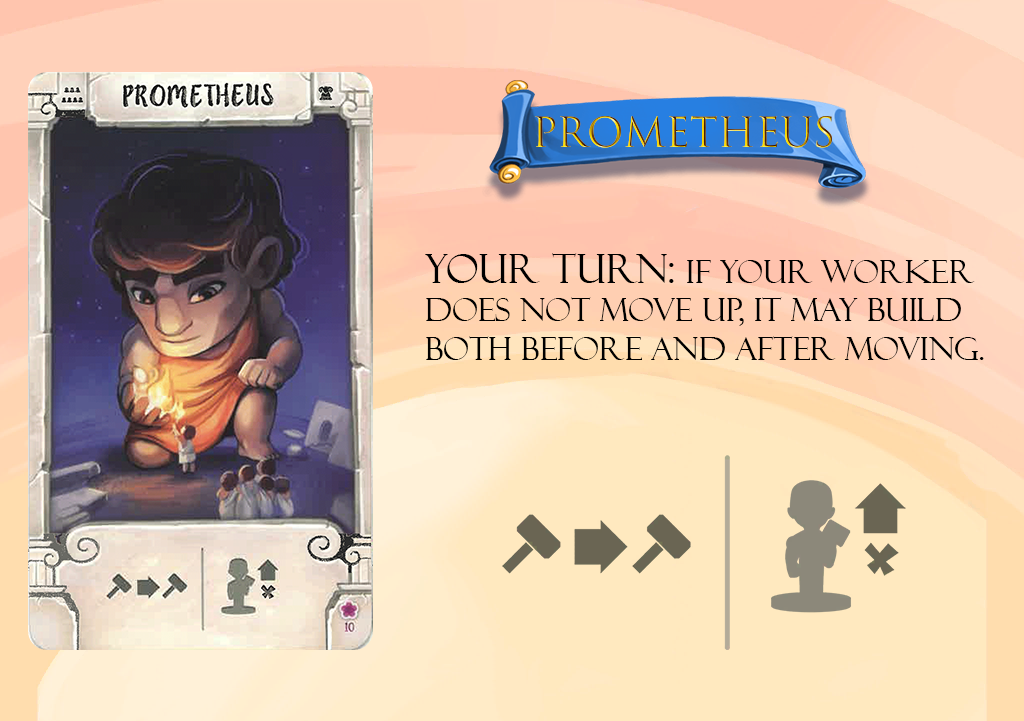 PROMETHEUS
10
PROMETHEUS
YOUR TURN: IF YOUR WORKER
DOES NOT MOVE UP, IT MAY BUILD
BOTH BEFORE AND AFTER MOVING.